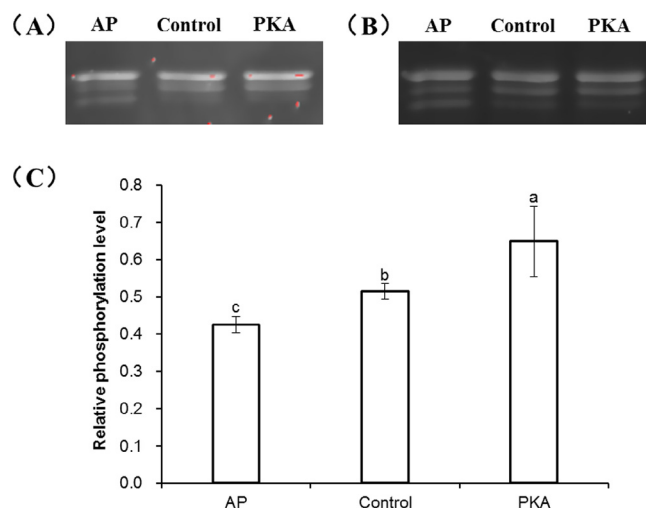 （A） （B）
AP Control PKA AP Control PKA
（C）
Relative phosphorylation level
0.8
0.7
0.6
0.5
0.4
0.3
0.2
0.1
0.0
a
b
c
AP Control PKA